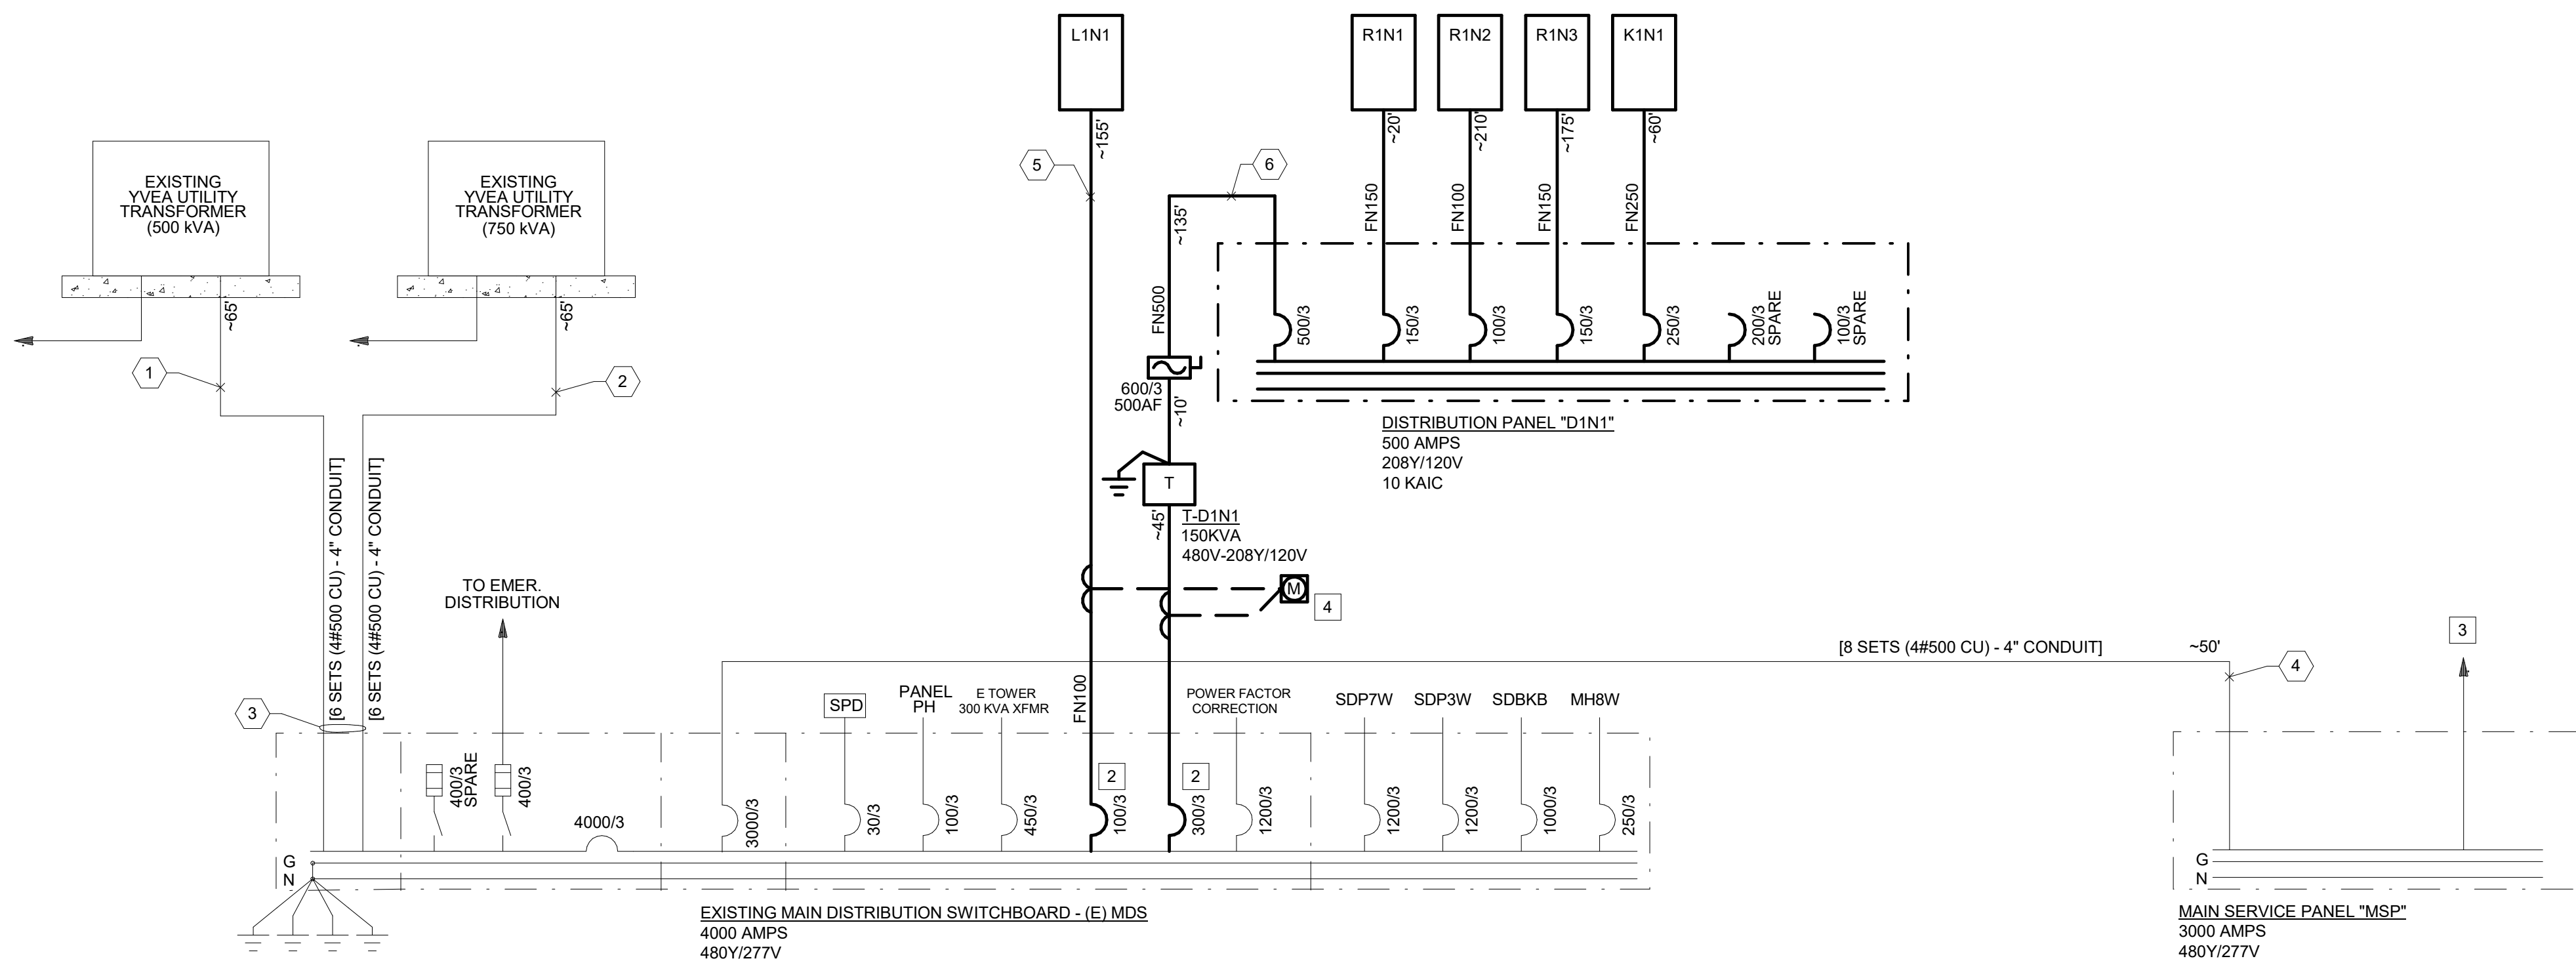 L1N1
R1N1
R1N2
R1N3
K1N1
~155'
~20'
~210'
~175'
~60'
5
6
EXISTING
YVEA UTILITY
TRANSFORMER
(500 kVA)
EXISTING
YVEA UTILITY
TRANSFORMER
(750 kVA)
~135'
FN150
FN100
FN150
FN250
~65'
~65'
FN500
500/3
150/3
100/3
150/3
250/3
200/3
SPARE
100/3
SPARE
1
2
600/3
500AF
~10'
DISTRIBUTION PANEL "D1N1"
500 AMPS
208Y/120V
10 KAIC
T
~45'
T-D1N1
150KVA
480V-208Y/120V
[6 SETS (4#500 CU) - 4" CONDUIT]
[6 SETS (4#500 CU) - 4" CONDUIT]
TO EMER.
DISTRIBUTION
M
4
3
[8 SETS (4#500 CU) - 4" CONDUIT]
~50'
4
3
SPD
PANEL
PH
E TOWER
300 KVA XFMR
FN100
POWER FACTOR
CORRECTION
SDP7W
SDP3W
SDBKB
MH8W
400/3
SPARE
400/3
4000/3
3000/3
30/3
100/3
450/3
2
100/3
2
300/3
1200/3
1200/3
1200/3
1000/3
250/3
G
N
G
N
EXISTING MAIN DISTRIBUTION SWITCHBOARD - (E) MDS
4000 AMPS
480Y/277V
MAIN SERVICE PANEL "MSP"
3000 AMPS
480Y/277V